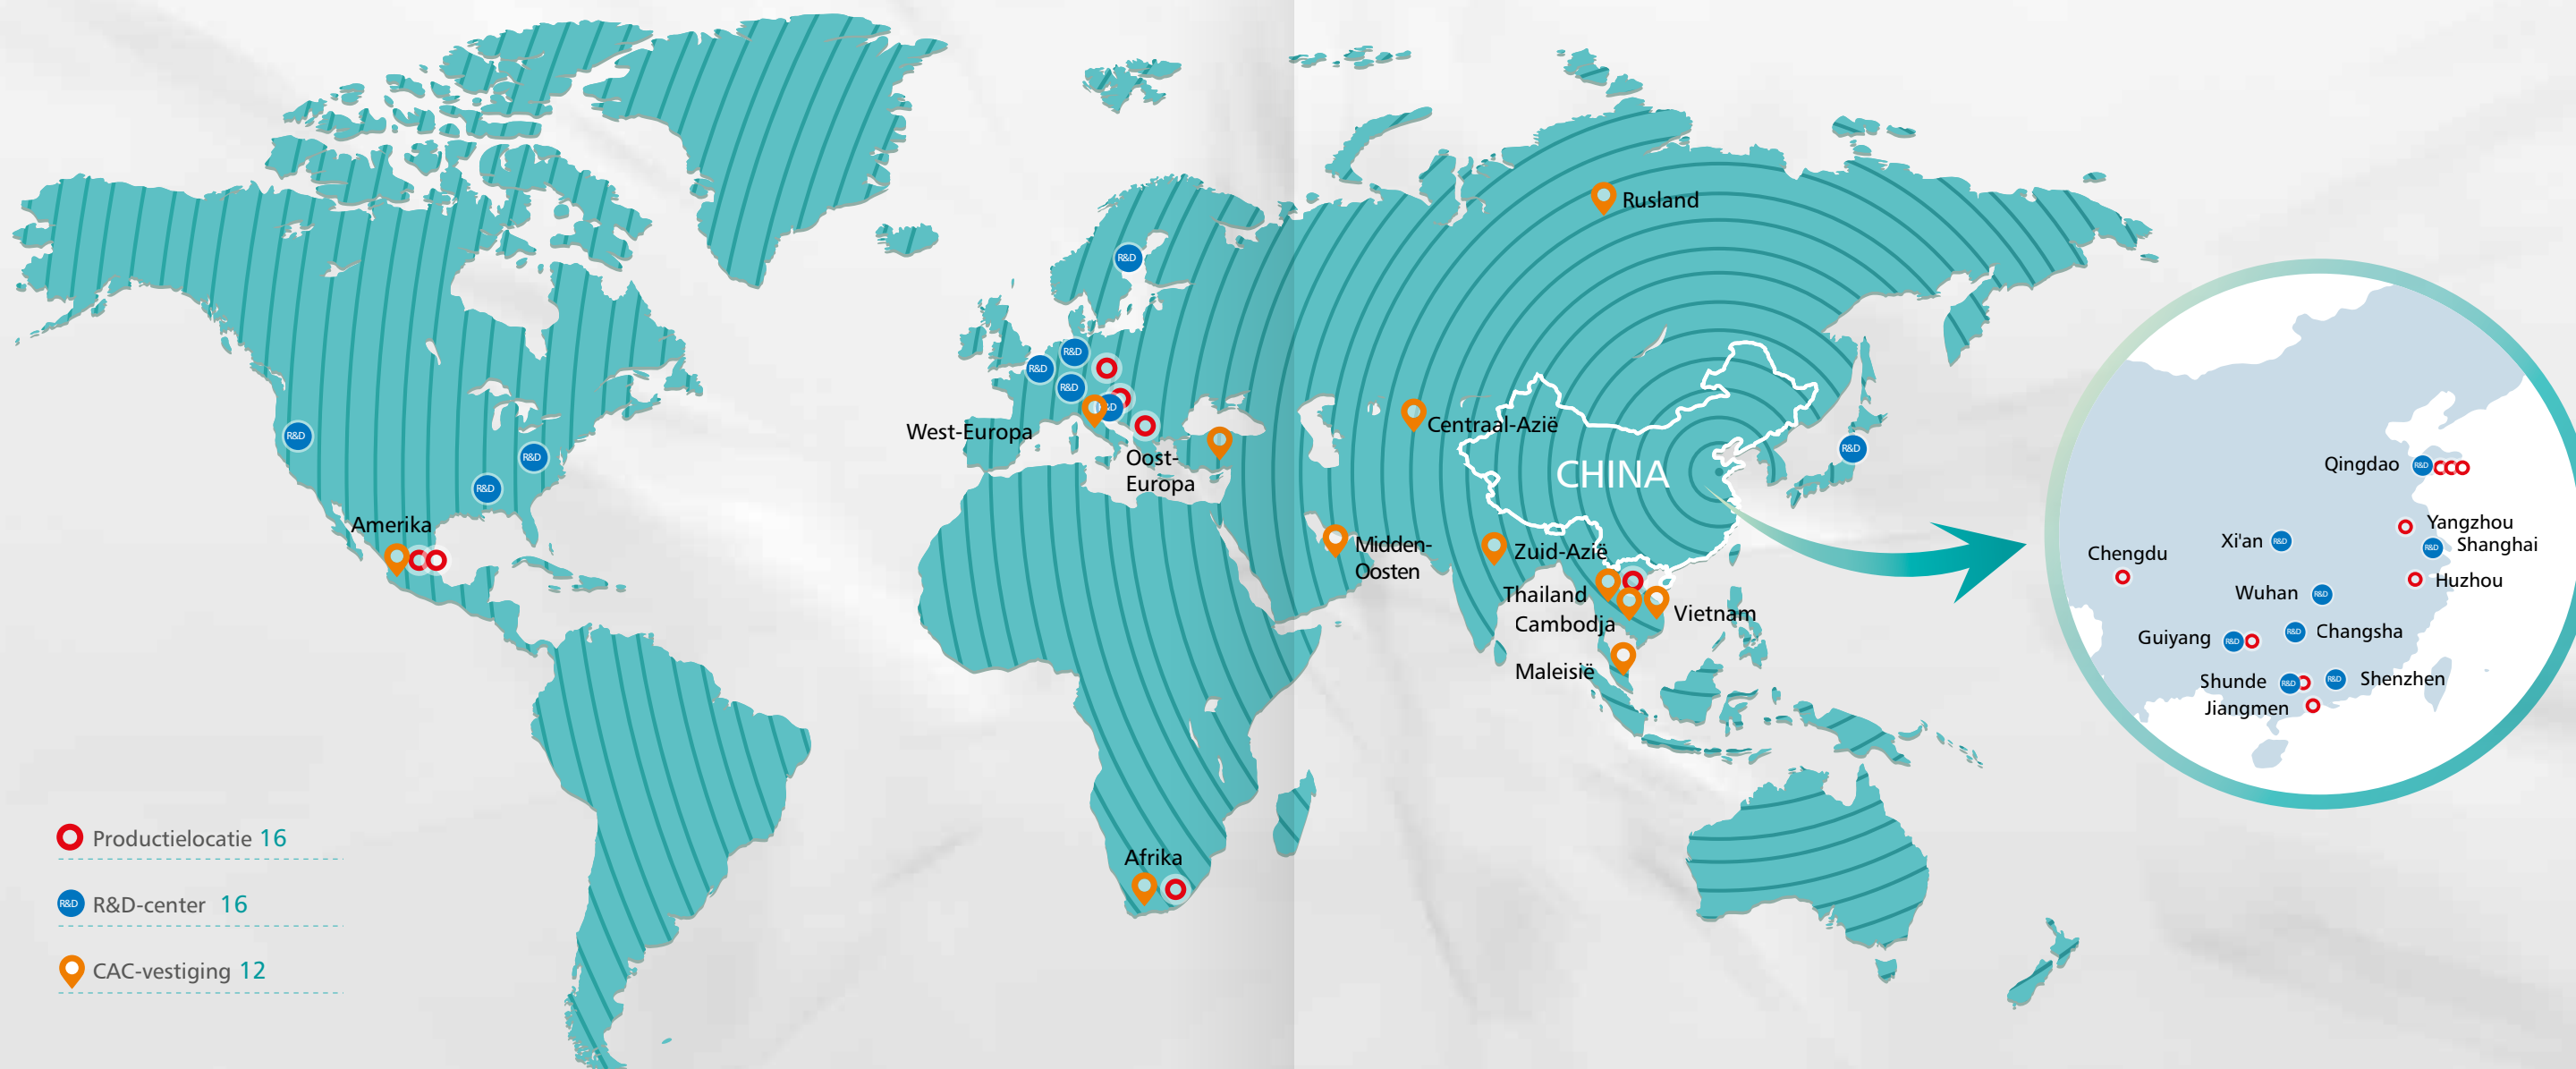 Rusland
R&D
R&D
R&D
R&D
R&D
West-Europa
Oost-
Europa
Centraal-Azië
CHINA
R&D
R&D
R&D
R&D
Amerika
Midden-
Oosten
Zuid-Azië
Thailand
Cambodja
Vietnam
Maleisië
Afrika
Qingdao R&D
Yangzhou
R&D Shanghai
Xi'an R&D
Chengdu
Huzhou
Wuhan R&D
R&D Changsha
Guiyang R&D
Shunde R&D
R&D Shenzhen
Jiangmen
Productielocatie 16
R&D R&D-center 16
CAC-vestiging 12